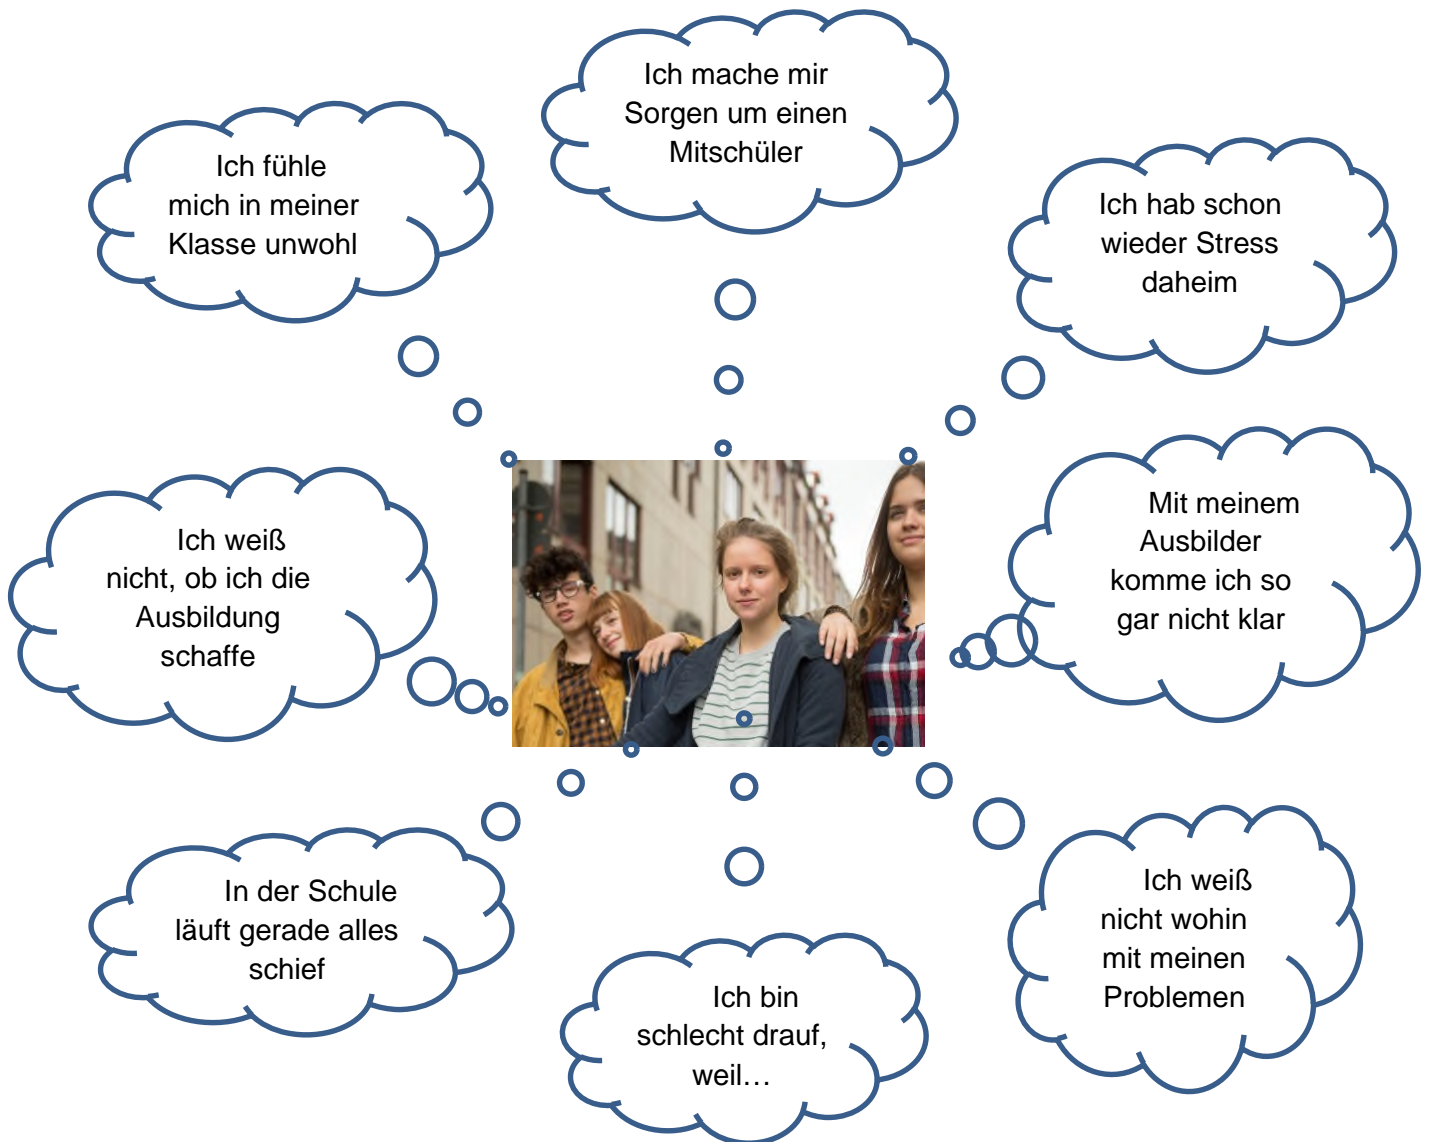 Ich mache mir
Sorgen um einen
Mitschüler
Ich fühle
mich in meiner
Klasse unwohl
Ich hab schon
wieder Stress
daheim
Mit meinem
Ausbilder
komme ich so
gar nicht klar
Ich weiß
nicht, ob ich die
Ausbildung
schaffe
In der Schule
läuft gerade alles
schief
Ich bin
schlecht drauf,
weil…
Ich weiß
nicht wohin
mit meinen
Problemen